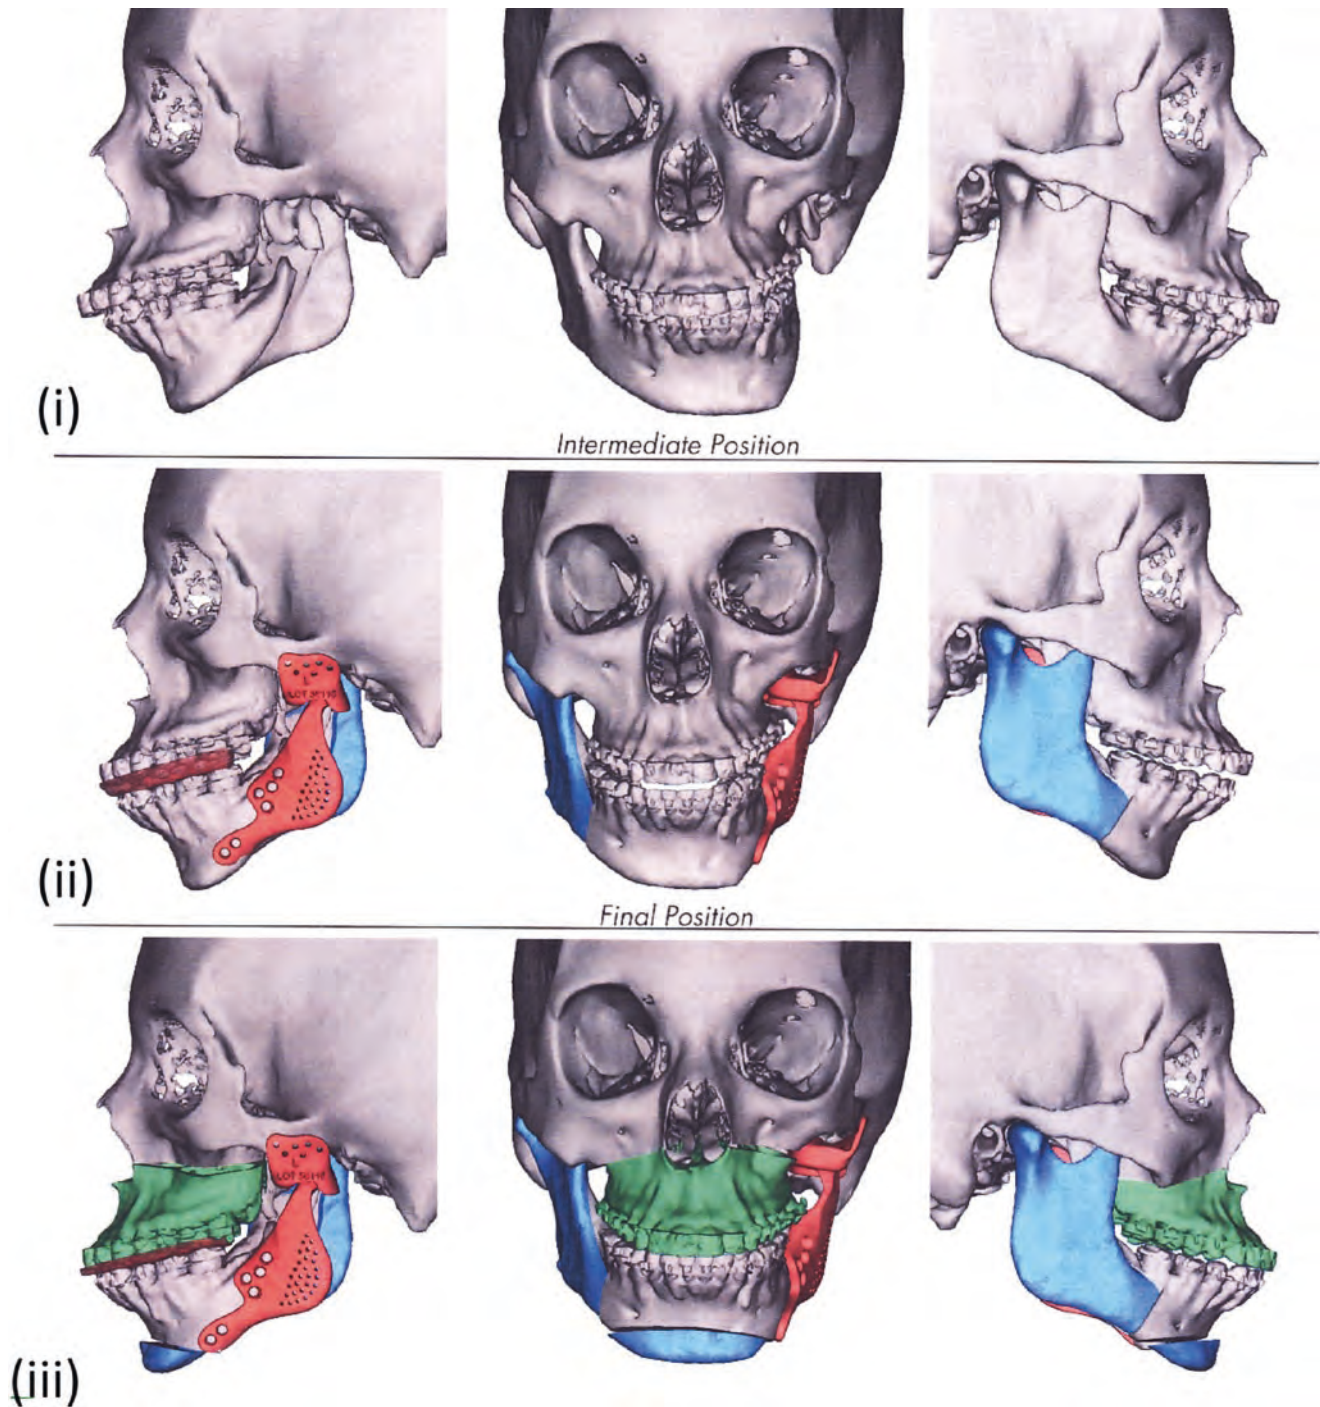 (i)
Intermediate Position
L
(ii)
Final Position
L
(iii)